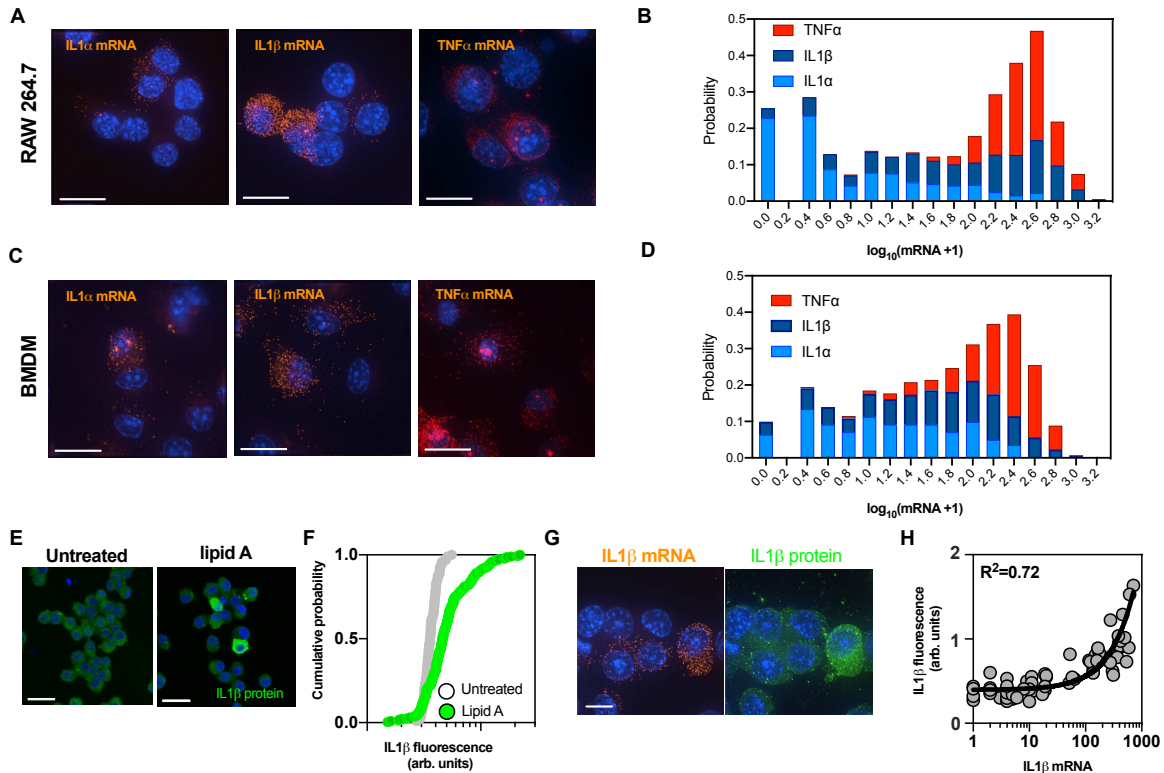 A
RAW 264.7
IL1α mRNA
IL1β mRNA
TNFα mRNA
B
Probability
0.5
0.4
0.3
0.2
0.1
0.0
TNFα
IL1β
IL1α
0.0 0.2 0.4 0.6 0.8 1.0 1.2 1.4 1.6 1.8 2.0 2.2 2.4 2.6 2.8 3.0 3.2
log10(mRNA +1)
C
BMDM
IL1α mRNA
IL1β mRNA
TNFα mRNA
D
Probability
0.5
0.4
0.3
0.2
0.1
0.0
TNFα
IL1β
IL1α
0.0 0.2 0.4 0.6 0.8 1.0 1.2 1.4 1.6 1.8 2.0 2.2 2.4 2.6 2.8 3.0 3.2
log10(mRNA +1)
E
Untreated
lipid A
IL1β protein
F
Cumulative probability
1.0
0.5
0.0
Untreated
Lipid A
IL1β fluorescence
(arb. units)
G
IL1β mRNA
IL1β protein
H
IL1β fluorescence
(arb. units)
2
1
0
R²=0.72
1 10 100 1000
IL1β mRNA